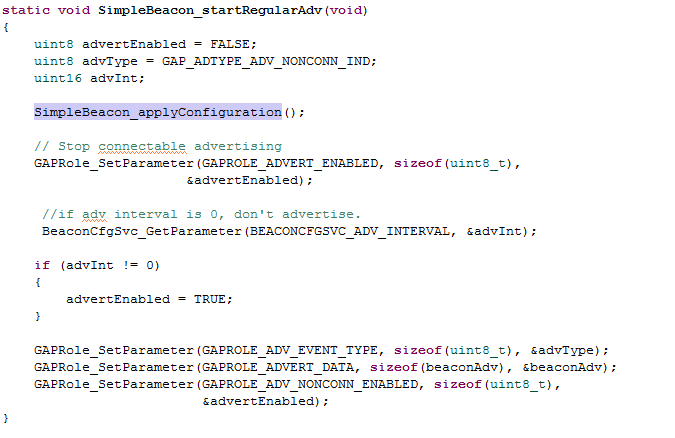 static void SimpleBeacon_startRegularAdv(void)
{
uint8 advertEnabled = FALSE;
uint8 advType = GAP_ADTYPE_ADV_NONCONN_IND;
uint16 advInt;
SimpleBeacon_applyConfiguration();
// Stop connectable advertising
GAPRole_SetParameter(GAPROLE_ADVERT_ENABLED, sizeof(uint8_t),
&advertEnabled);
//if adv interval is 0, don't advertise.
BeaconCfgSvc_GetParameter(BEACONCFGSVC_ADV_INTERVAL, &advInt);
if (advInt != 0)
{
advertEnabled = TRUE;
}
GAPRole_SetParameter(GAPROLE_ADV_EVENT_TYPE, sizeof(uint8_t), &advType);
GAPRole_SetParameter(GAPROLE_ADVERT_DATA, sizeof(beaconAdv), &beaconAdv);
GAPRole_SetParameter(GAPROLE_ADV_NONCONN_ENABLED, sizeof(uint8_t),
&advertEnabled);
}